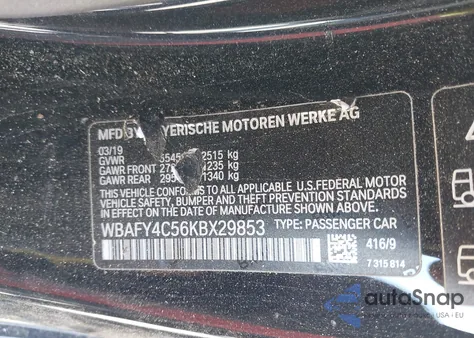 MFD BY BAYERISCHE MOTOREN WERKE AG
03/19
GVWR 2515 kg
GAWR FRONT 1235 kg
GAWR REAR 1340 kg
THIS VEHICLE CONFORMS TO ALL APPLICABLE U.S.FEDERAL MOTOR
VEHICLE SAFETY, BUMPER AND THEFT PREVENTION STANDARDS
IN EFFECT ON THE DATE OF MANUFACTURE SHOWN ABOVE.
WBAFY4C56KBX29853 TYPE: PASSENGER CAR
416/9
7 315 814
autoSnap